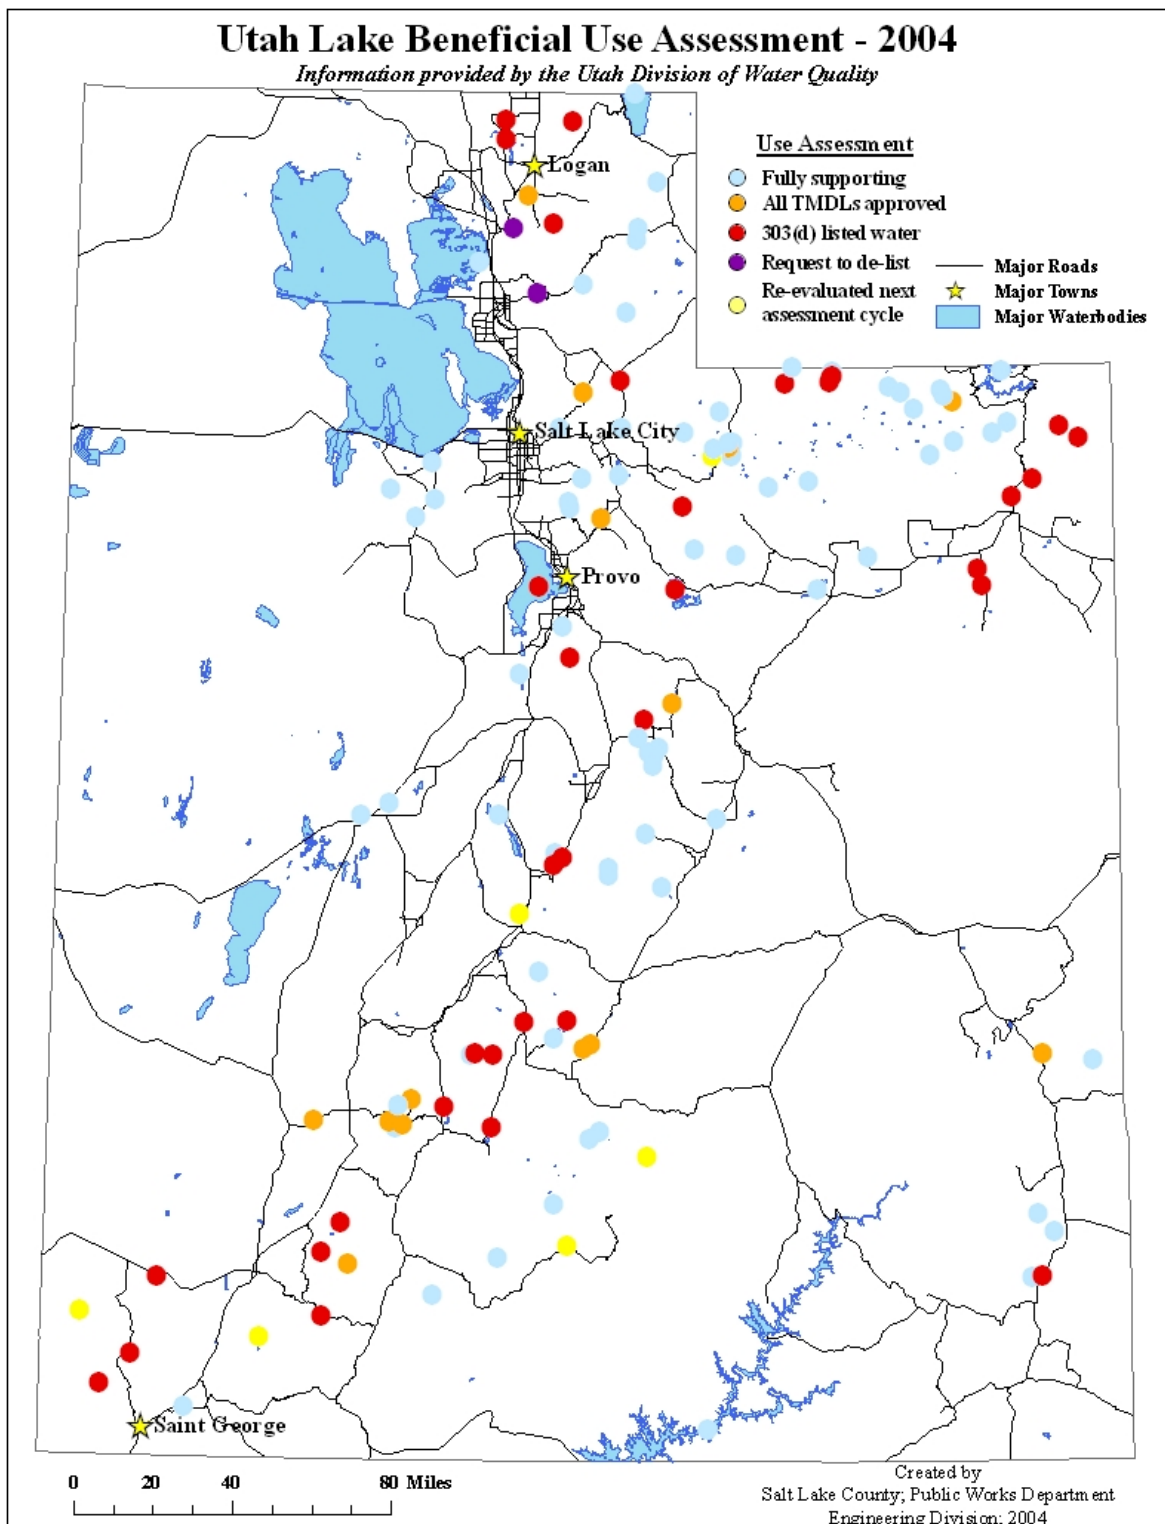 Utah Lake Beneficial Use Assessment - 2004
Information provided by the Utah Division of Water Quality
Use Assessment
Fully supporting
All TMDLs approved
303(d) listed water
Request to de-list
Re-evaluated next
assessment cycle
Major Roads
Major Towns
Major Waterbodies
Logan
Salt Lake City
Provo
Saint George
0 20 40 80 Miles
Created by
Salt Lake County; Public Works Department
Engineering Division; 2004